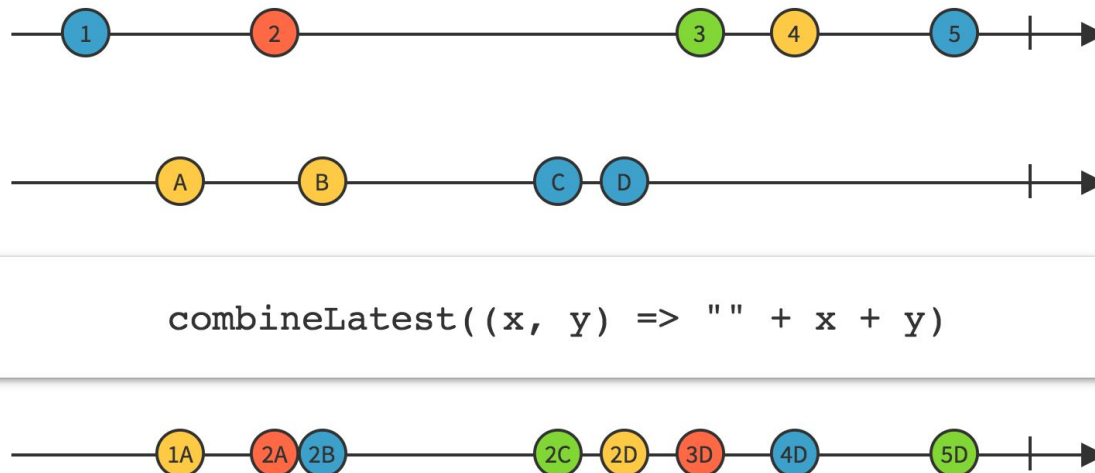 1 2 3 4 5
A B C D
combineLatest((x, y) => "" + x + y)
1A 2A 2B 2C 2D 3D 4D 5D